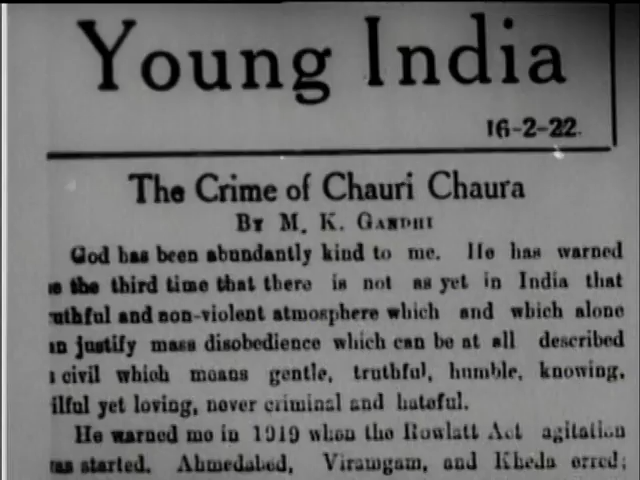 Young India
16-2-22.
The Crime of Chauri Chaura
BY M. K. GANDHI
God has been abundantly kind to me. He has warned
the third time that there is not as yet in India that
and non-violent atmosphere which and which alone
justify mass disobedience which can be at all described
civil which means gentle, truthful, humble, knowing,
yet loving, never criminal and hateful.
He warned me in 1919 when the Rowlatt Act agitation
started. Ahmedabad, Viramgam, and Kheda erred;